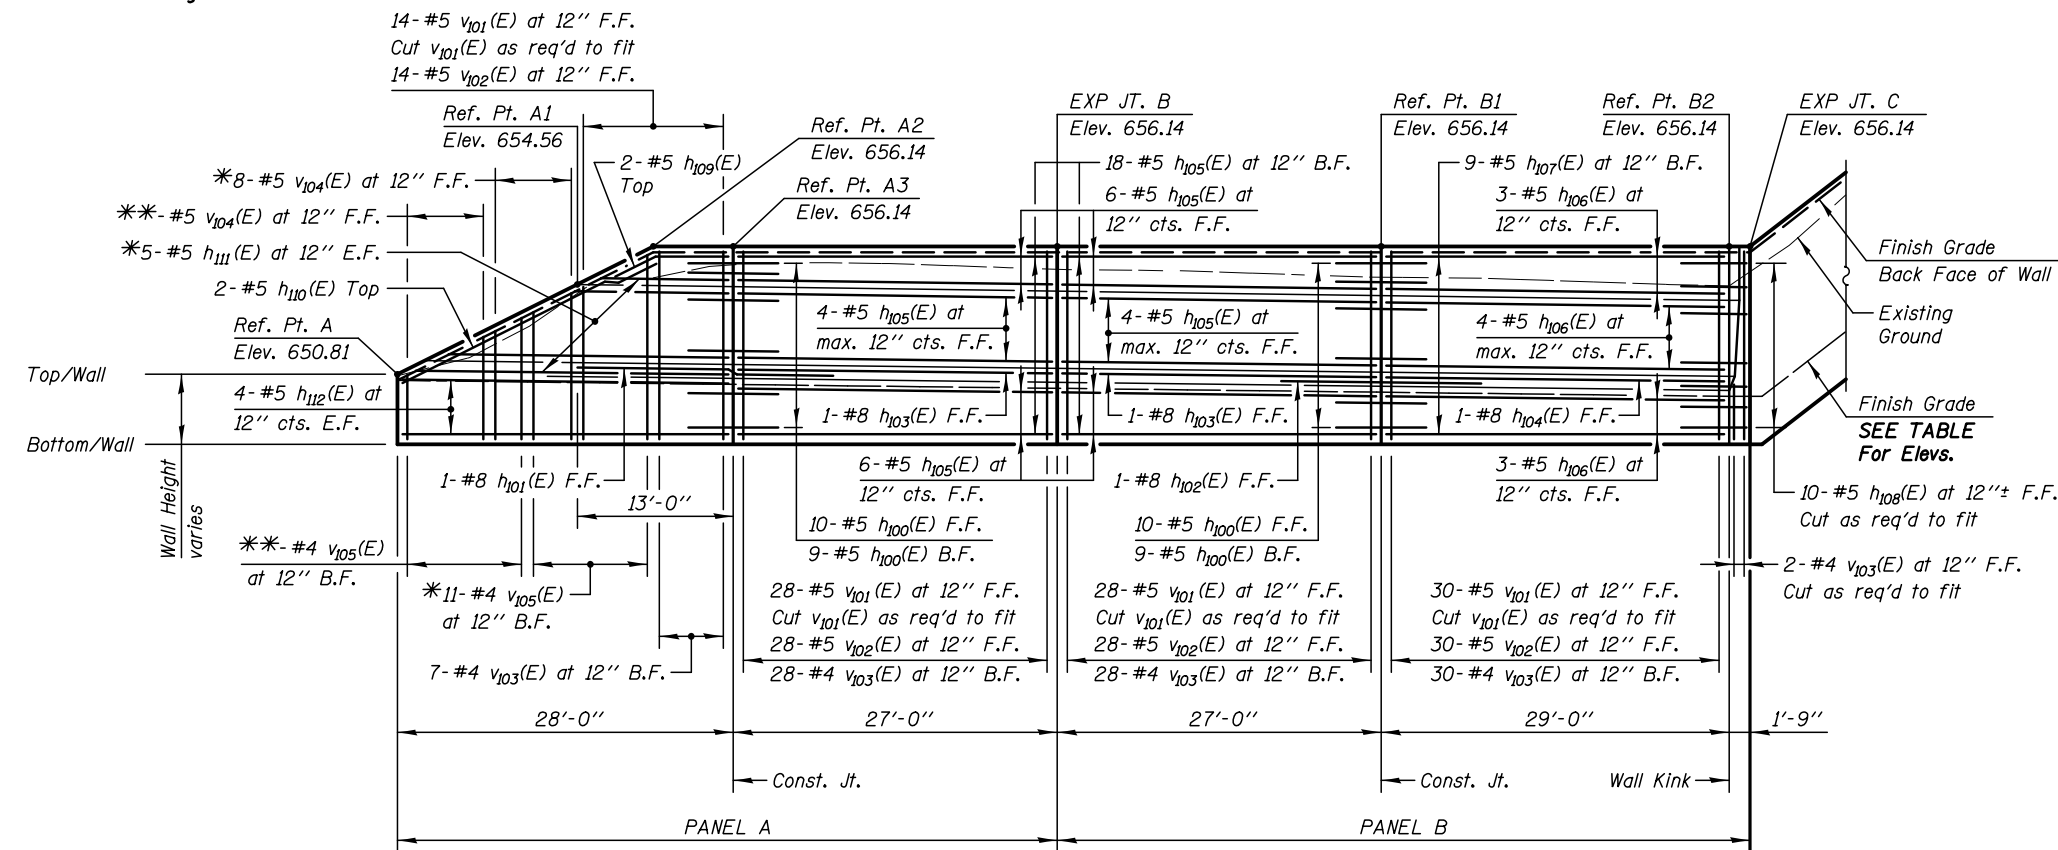 14-#5 v101(E) at 12'' F.F.
Cut v101(E) as req'd to fit
14-#5 v102(E) at 12'' F.F.
Ref. Pt. A1
Elev. 654.56
EXP JT. B
Elev. 656.14
Ref. Pt. B1
Elev. 656.14
Ref. Pt. B2
Elev. 656.14
EXP JT. C
Elev. 656.14
Ref. Pt. A2
Elev. 656.14
2-#5 h109(E)
Top
Ref. Pt. A3
Elev. 656.14
*8-#5 v104(E) at 12'' F.F.
**-#5 v104(E) at 12'' F.F.
*5-#5 h111(E) at 12'' E.F.
2-#5 h110(E) Top
Ref. Pt. A
Elev. 650.81
18-#5 h105(E) at 12'' B.F.
6-#5 h105(E) at
12'' cts. F.F.
9-#5 h107(E) at 12'' B.F.
3-#5 h106(E) at
12'' cts. F.F.
Finish Grade
Back Face of Wall
Existing
Ground
4-#5 h105(E) at
max. 12'' cts. F.F.
4-#5 h105(E) at
max. 12'' cts. F.F.
4-#5 h106(E) at
max. 12'' cts. F.F.
Top/Wall
4-#5 h112(E) at
12'' cts. E.F.
Bottom/Wall
Wall Height
varies
1-#8 h103(E) F.F.
1-#8 h103(E) F.F.
1-#8 h104(E) F.F.
Finish Grade
SEE TABLE
For Elevs.
1-#8 h101(E) F.F.
6-#5 h105(E) at
12'' cts. F.F.
1-#8 h102(E) F.F.
3-#5 h106(E) at
12'' cts. F.F.
10-#5 h108(E) at 12''± F.F.
Cut as req'd to fit
13'-0''
10-#5 h100(E) F.F.
9-#5 h100(E) B.F.
10-#5 h100(E) F.F.
9-#5 h100(E) B.F.
**-#4 v105(E)
at 12'' B.F.
*11-#4 v105(E)
at 12'' B.F.
2-#4 v103(E) at 12'' F.F.
Cut as req'd to fit
28-#5 v101(E) at 12'' F.F.
Cut v101(E) as req'd to fit
28-#5 v102(E) at 12'' F.F.
28-#4 v103(E) at 12'' B.F.
28-#5 v101(E) at 12'' F.F.
Cut v101(E) as req'd to fit
28-#5 v102(E) at 12'' F.F.
28-#4 v103(E) at 12'' B.F.
30-#5 v101(E) at 12'' F.F.
Cut v101(E) as req'd to fit
30-#5 v102(E) at 12'' F.F.
30-#4 v103(E) at 12'' B.F.
7-#4 v103(E) at 12'' B.F.
28'-0''
27'-0''
27'-0''
29'-0''
1'-9''
Const. Jt.
Const. Jt.
Wall Kink
PANEL A
PANEL B